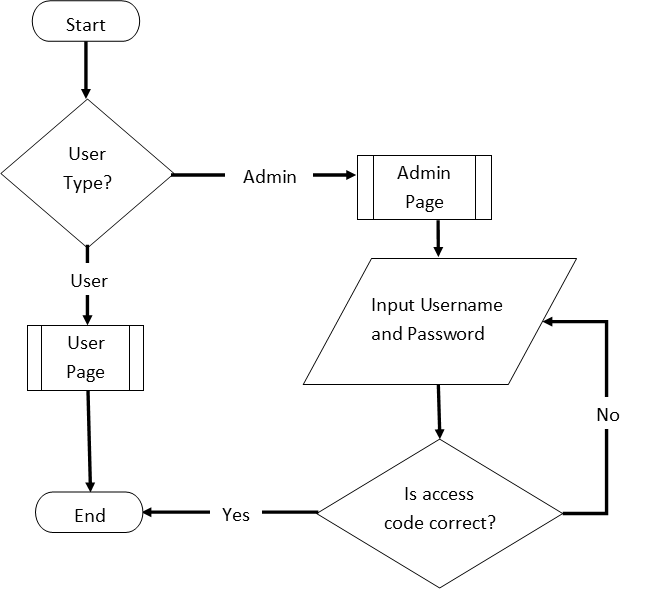 Start
User
Type?
Admin
Admin
Page
User
Input Username
and Password
User
Page
No
Is access
code correct?
Yes
End